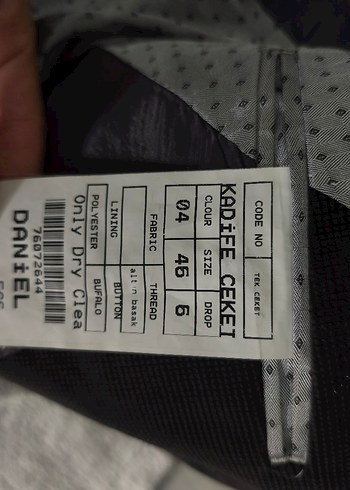 CODE NO TEK CEKET
KADiFE CEKET
CLOUR SIZE DROP
04 46 6
FABRIC THREAD
altın basak
LINING BUTTON
POLYESTER BUFALO
Only Dry Clea
76072644
DANiEL